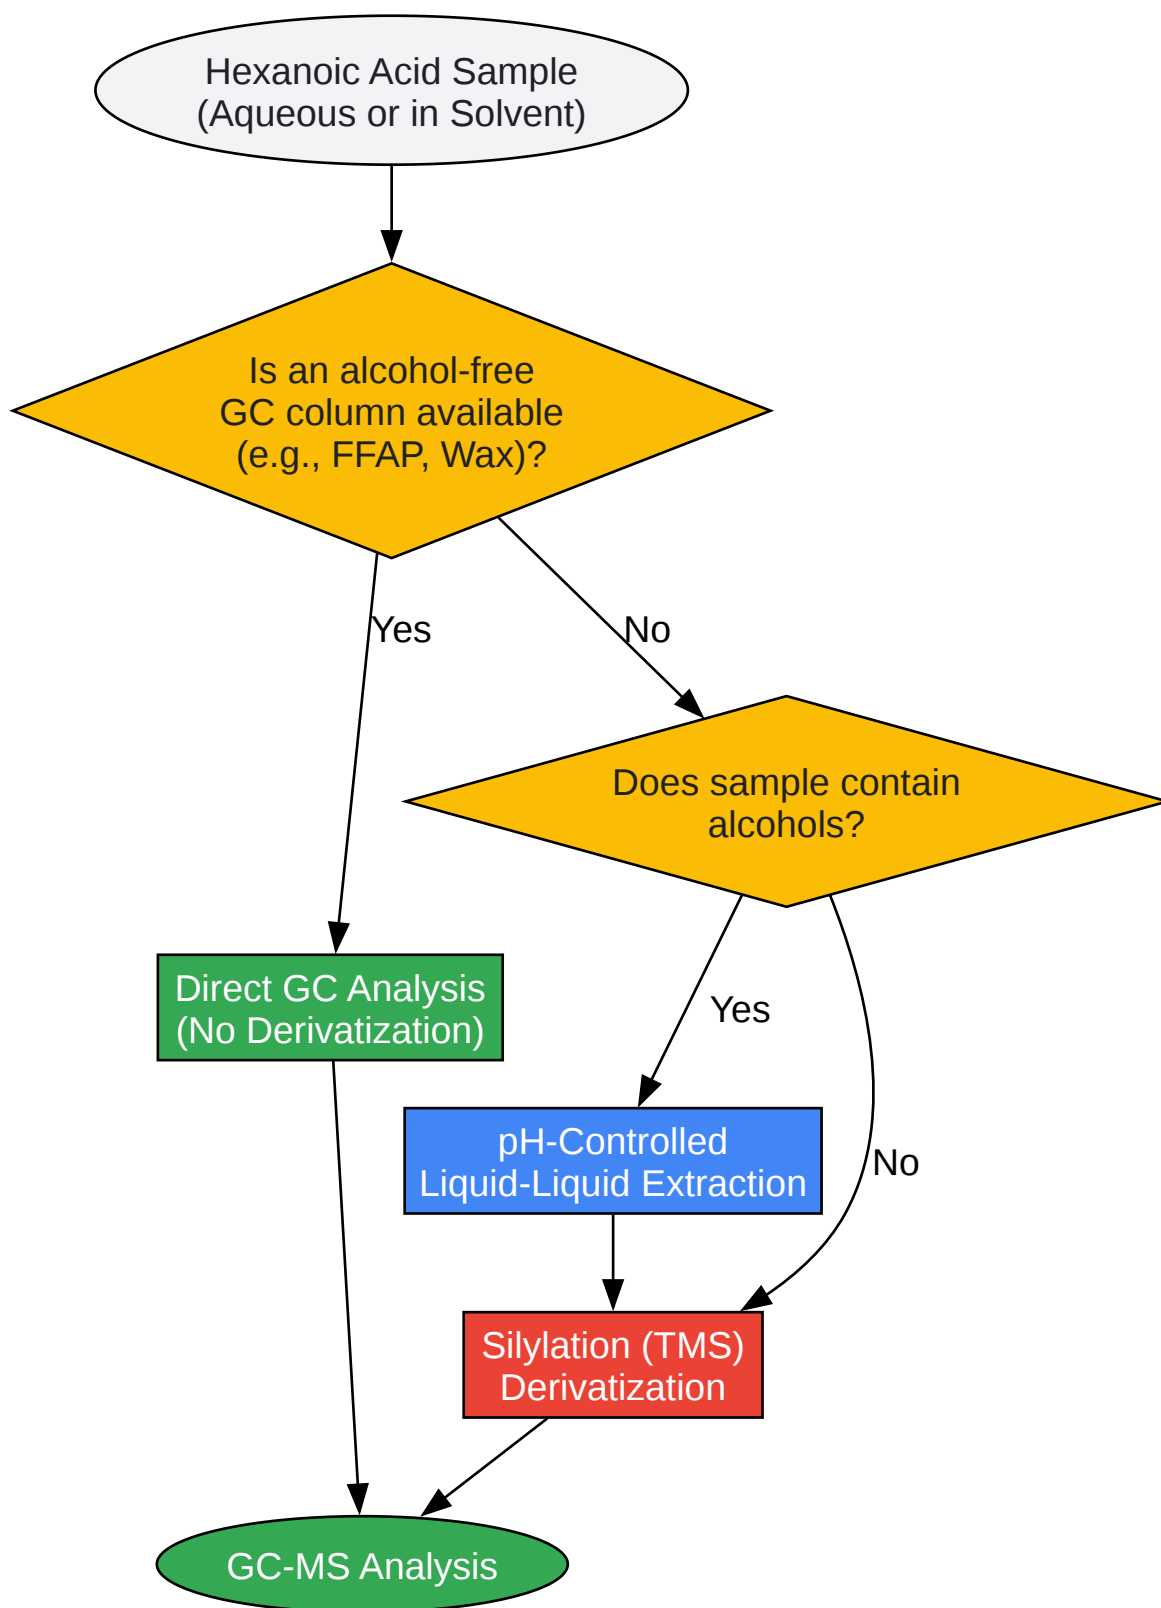 Hexanoic Acid Sample
(Aqueous or in Solvent)
Is an alcohol-free
GC column available
(e.g., FFAP, Wax)?
Yes
No
Does sample contain
alcohols?
Direct GC Analysis
(No Derivatization)
Yes
pH-Controlled
Liquid-Liquid Extraction
No
Silylation (TMS)
Derivatization
GC-MS Analysis